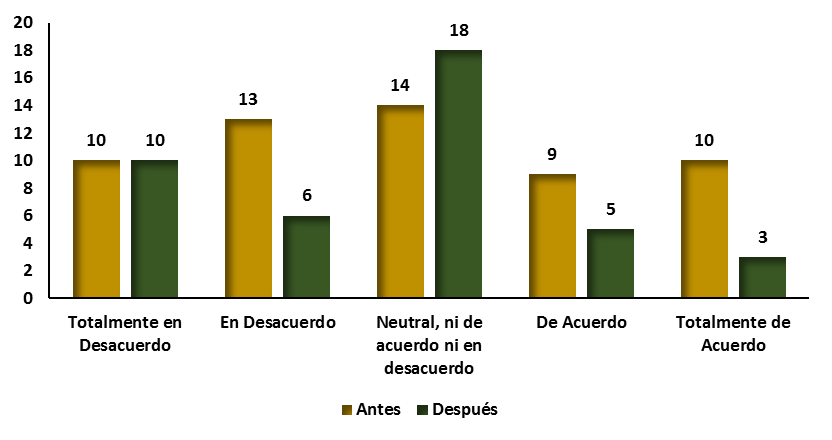 20
18
16
14
12
10
8
6
4
2
0
10
10
13
6
14
18
9
5
10
3
Totalmente en
Desacuerdo
En Desacuerdo
Neutral, ni de
acuerdo ni en
desacuerdo
De Acuerdo
Totalmente de
Acuerdo
Antes
Después